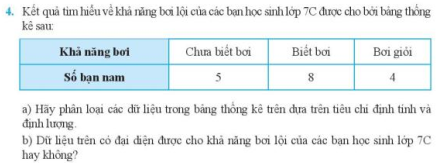 4. Kết quả tìm hiểu về khả năng bơi lội của các bạn học sinh lớp 7C được cho bởi bảng thống
kê sau:
Khả năng bơi Chưa biết bơi Biết bơi Bơi giỏi
Số bạn nam 5 8 4
a) Hãy phân loại các dữ liệu trong bảng thống kê trên dựa trên tiêu chí định tính và
định lượng.
b) Dữ liệu trên có đại diện được cho khả năng bơi lội của các bạn học sinh lớp 7C
hay không?